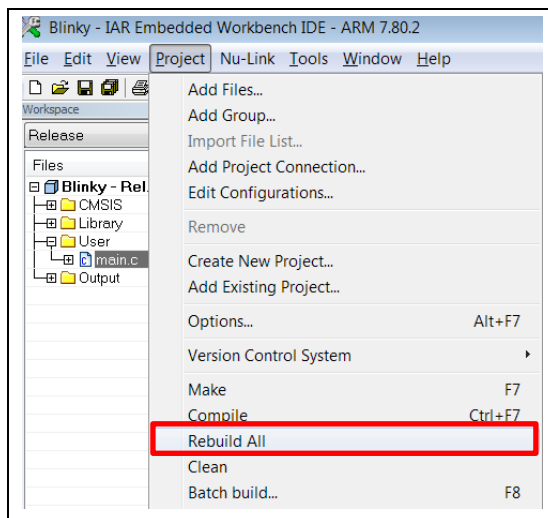 Blinky - IAR Embedded Workbench IDE - ARM 7.80.2
File Edit View Project Nu-Link Tools Window Help
Workspace
Release
Files
Blinky - Rel
CMSIS
Library
User
main.c
Output
Add Files...
Add Group...
Import File List...
Add Project Connection...
Edit Configurations...
Remove
Create New Project...
Add Existing Project...
Options... Alt+F7
Version Control System
Make F7
Compile Ctrl+F7
Rebuild All
Clean
Batch build... F8